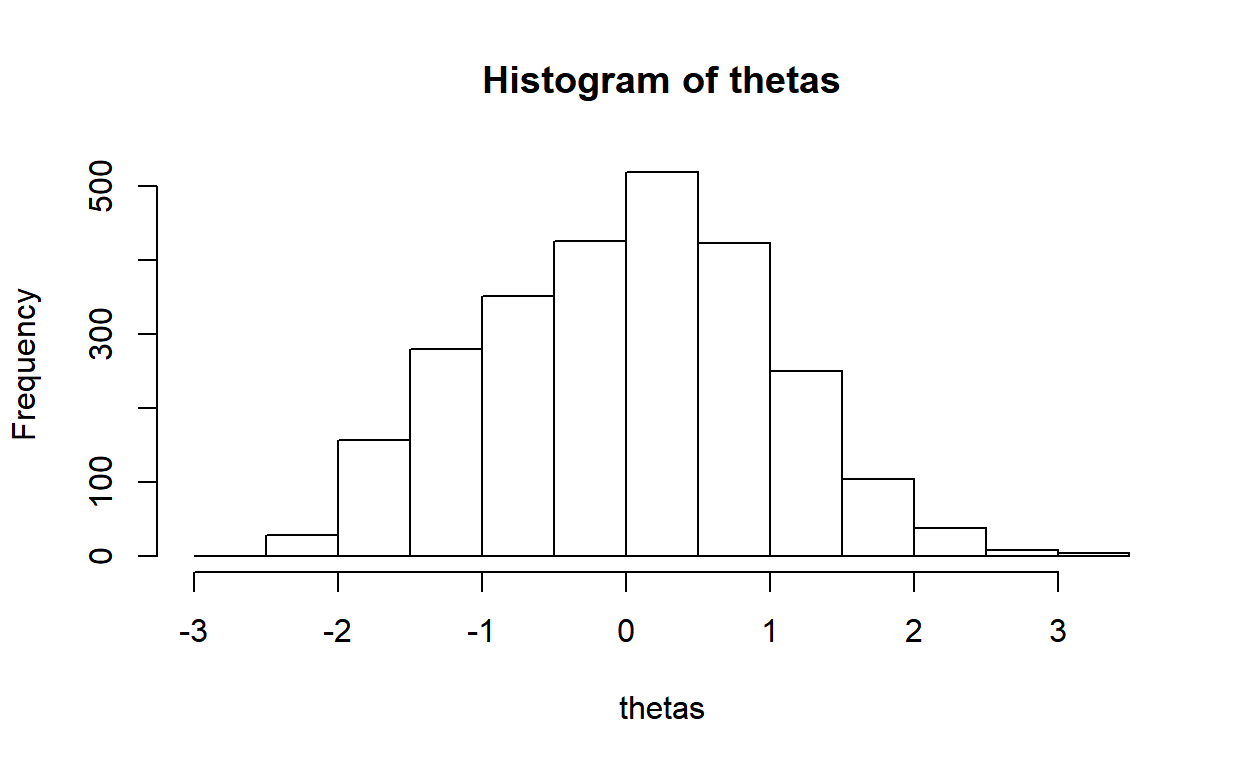 Histogram of thetas
Frequency
500
300
100
0
-3 -2 -1 0 1 2 3
thetas